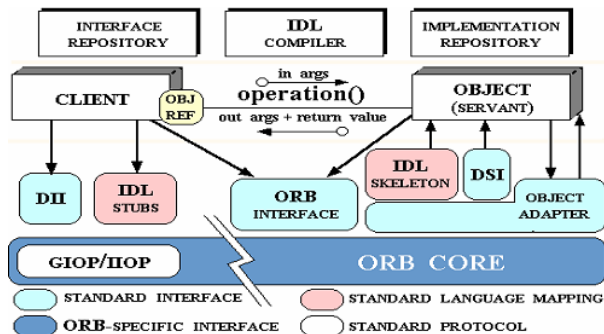 INTERFACE
REPOSITORY
IDL
COMPILER
IMPLEMENTATION
REPOSITORY
CLIENT
OBJ
REF
in args
operation()
out args + return value
OBJECT
(SERVANT)
DII
IDL
STUBS
ORB
INTERFACE
IDL
SKELETON
DSI
OBJECT
ADAPTER
GIOP/IIOP
ORB CORE
STANDARD INTERFACE
STANDARD LANGUAGE MAPPING
ORB-SPECIFIC INTERFACE
STANDARD PROTOCOL